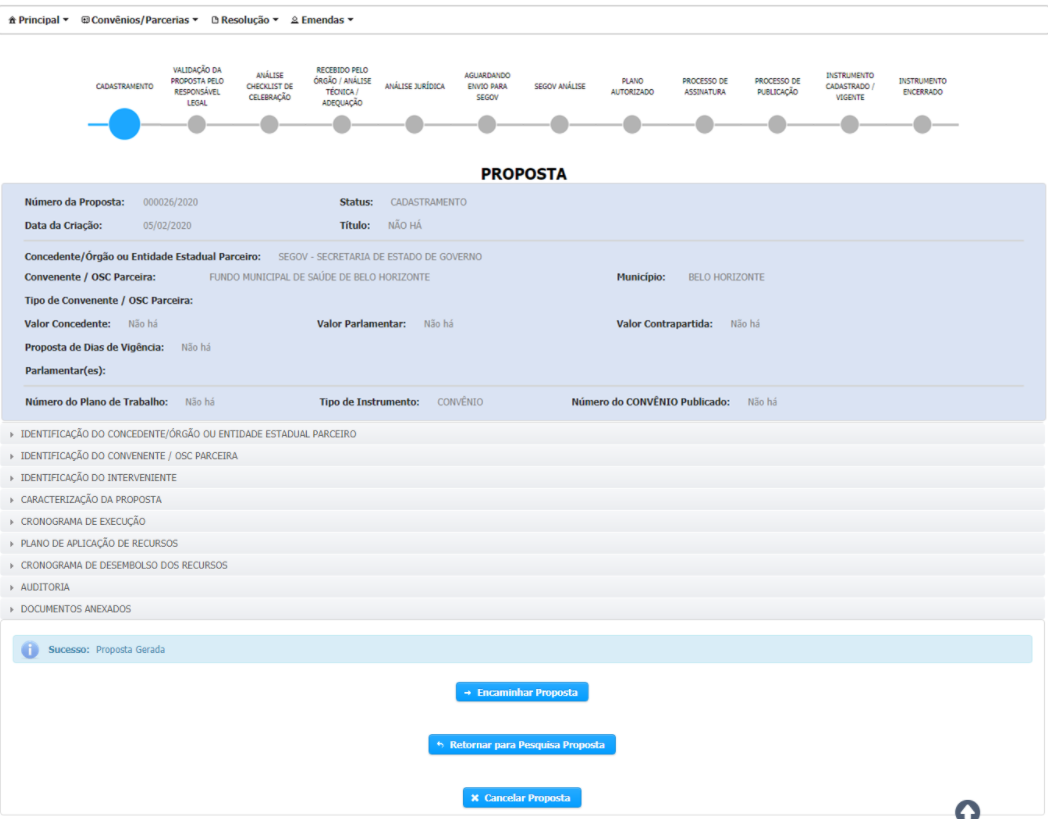 Principal Convênios/Parcerias Resolução Emendas
CADASTRAMENTO
VALIDAÇÃO DA
PROPOSTA PELO
RESPONSÁVEL
LEGAL
ANÁLISE
CHECKLIST DE
CELEBRAÇÃO
RECEBIDO PELO
ÓRGÃO / ANÁLISE
TÉCNICA /
ADEQUAÇÃO
ANÁLISE JURÍDICA
AGUARDANDO
ENVIO PARA
SEGOV
SEGOV ANÁLISE
PLANO
AUTORIZADO
PROCESSO DE
ASSINATURA
PROCESSO DE
PUBLICAÇÃO
INSTRUMENTO
CADASTRADO /
VIGENTE
INSTRUMENTO
ENCERRADO
PROPOSTA
Número da Proposta: 000026/2020 Status: CADASTRAMENTO
Data da Criação: 05/02/2020 Título: NÃO HÁ
Concedente/Órgão ou Entidade Estadual Parceiro: SEGOV - SECRETARIA DE ESTADO DE GOVERNO
Convenente / OSC Parceira: FUNDO MUNICIPAL DE SAÚDE DE BELO HORIZONTE Município: BELO HORIZONTE
Tipo de Convenente / OSC Parceira:
Valor Concedente: Não há Valor Parlamentar: Não há Valor Contrapartida: Não há
Proposta de Dias de Vigência: Não há
Parlamentar(es):
Número do Plano de Trabalho: Não há Tipo de Instrumento: CONVÊNIO Número do CONVÊNIO Publicado: Não há
IDENTIFICAÇÃO DO CONCEDENTE/ÓRGÃO OU ENTIDADE ESTADUAL PARCEIRO
IDENTIFICAÇÃO DO CONVENENTE / OSC PARCEIRA
IDENTIFICAÇÃO DO INTERVENIENTE
CARACTERIZAÇÃO DA PROPOSTA
CRONOGRAMA DE EXECUÇÃO
PLANO DE APLICAÇÃO DE RECURSOS
CRONOGRAMA DE DESEMBOLSO DOS RECURSOS
AUDITORIA
DOCUMENTOS ANEXADOS
Sucesso: Proposta Gerada
Encaminhar Proposta
Retornar para Pesquisa Proposta
Cancelar Proposta